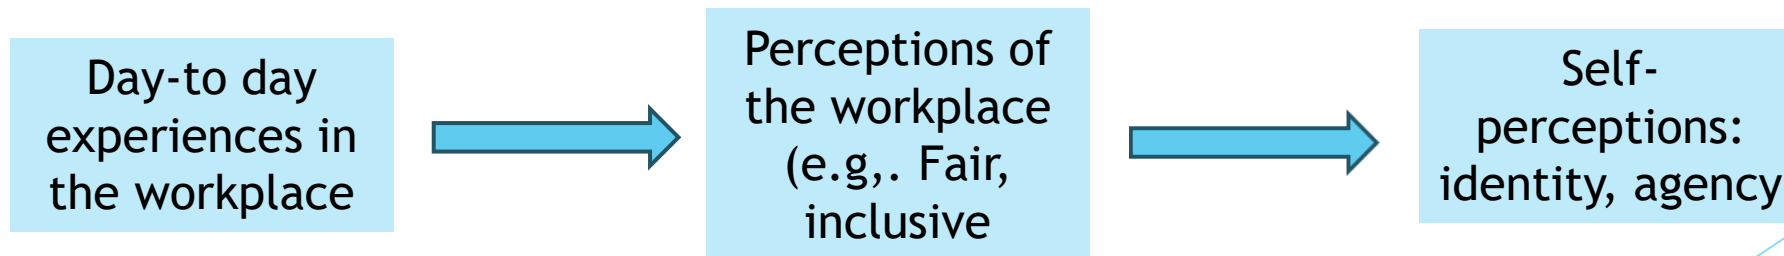 Day-to day
experiences in
the workplace
Perceptions of
the workplace
(e.g,. Fair,
inclusive
Self-
perceptions:
identity, agency